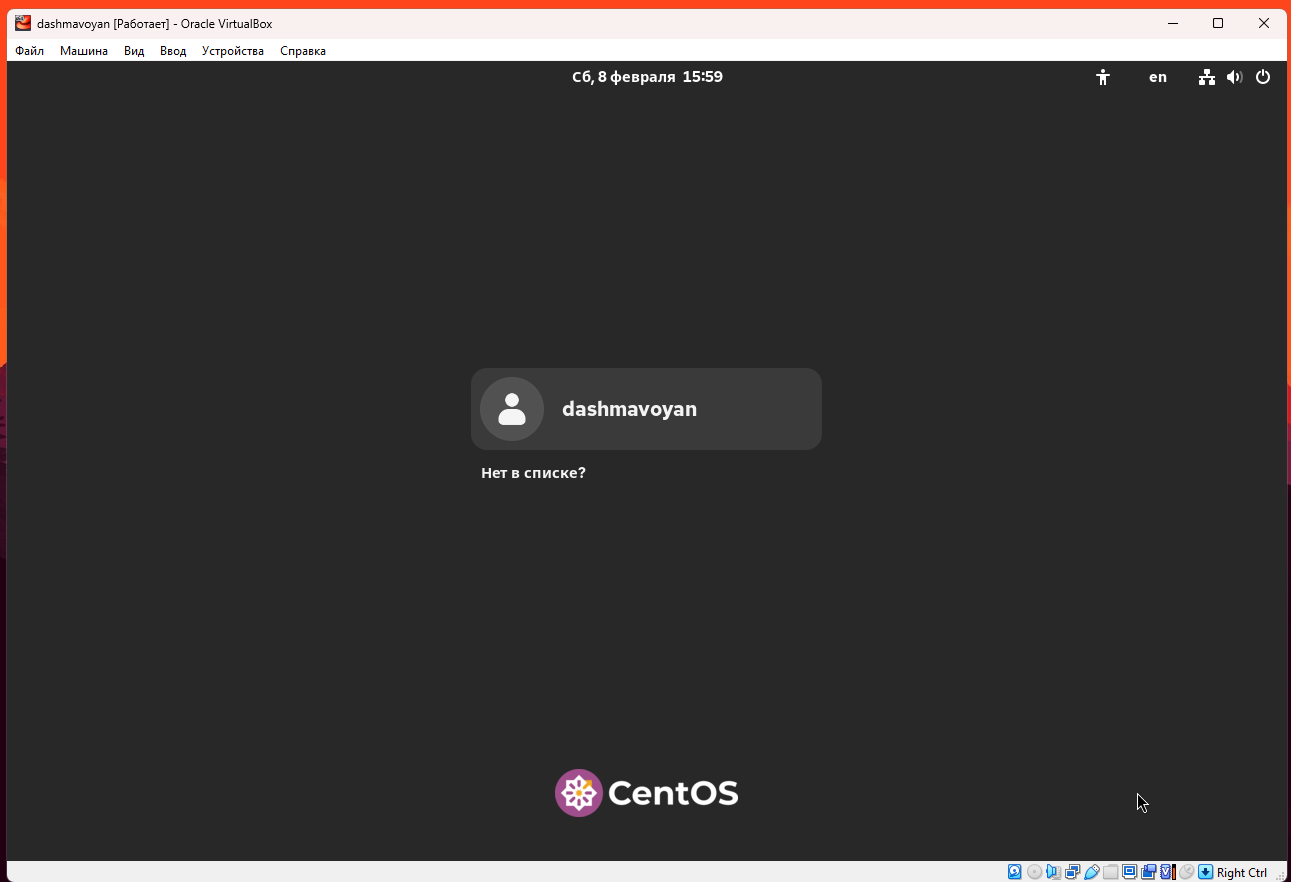 dashmavoyan [Работает] - Oracle VirtualBox
Файл Машина Вид Ввод Устройства Справка
Сб, 8 февраля 15:59 en
dashmavoyan
Нет в списке?
CentOS
Right Ctrl